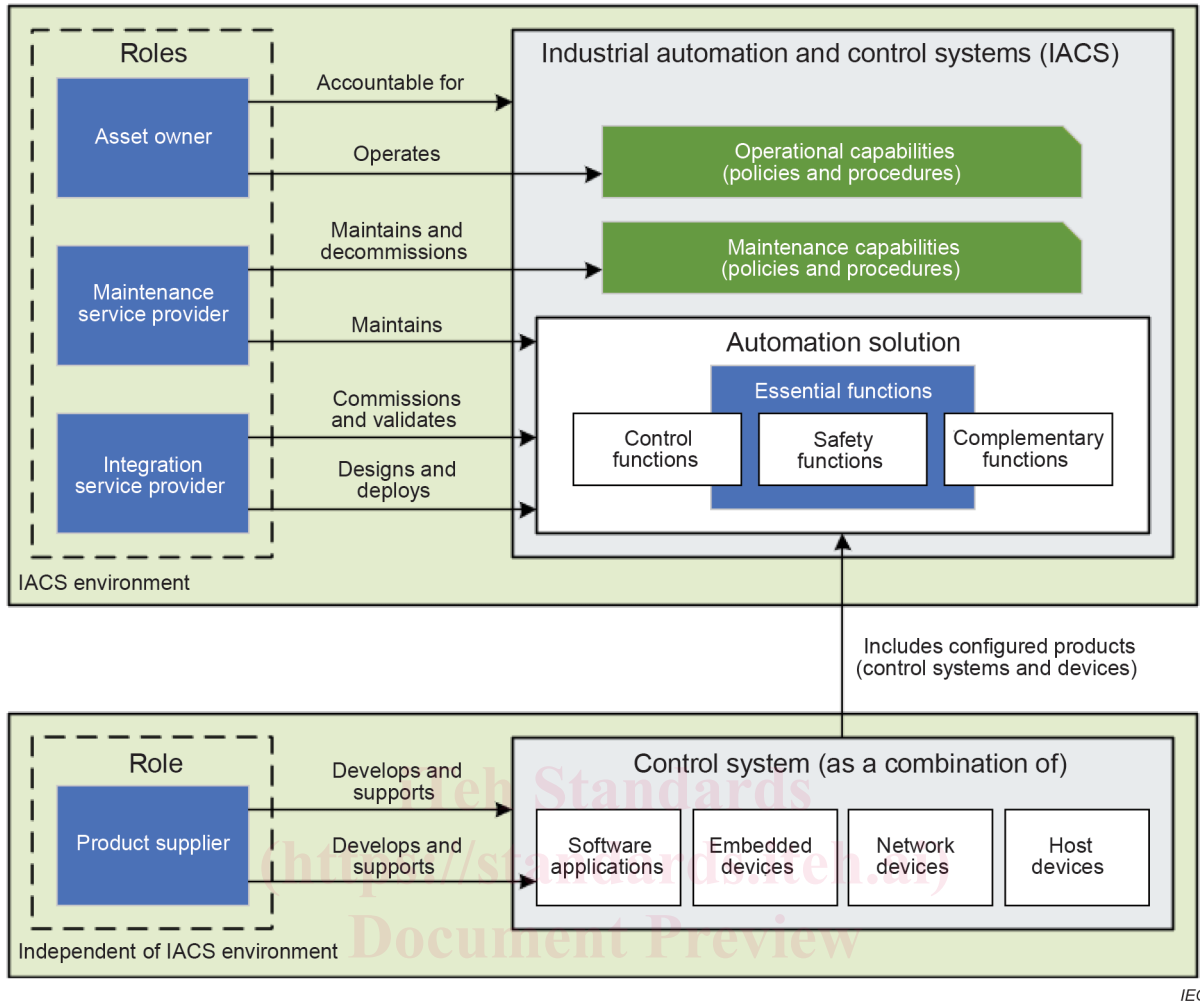 Roles
Asset owner
Maintenance
service provider
Integration
service provider
Accountable for
Operates
Maintains and
decommissions
Maintains
Commissions
and validates
Designs and
deploys
Industrial automation and control systems (IACS)
Operational capabilities
(policies and procedures)
Maintenance capabilities
(policies and procedures)
Automation solution
Essential functions
Control
functions
Safety
functions
Complementary
functions
IACS environment
Includes configured products
(control systems and devices)
Role
Product supplier
Develops and
supports
Develops and
supports
Control system (as a combination of)
Software
applications
Embedded
devices
Network
devices
Host
devices
Independent of IACS environment
iTeh Standards
(https://standards.iteh.ai)
Document Preview
IEC